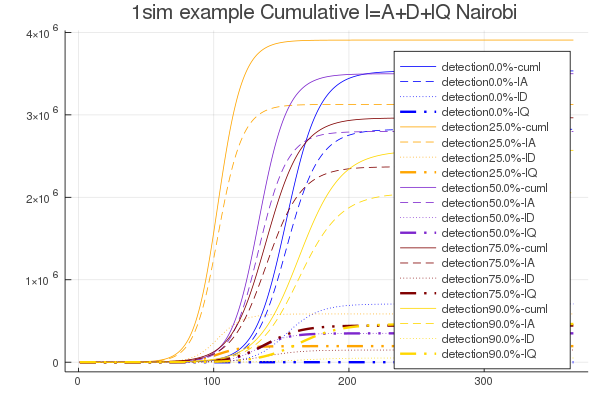 1sim example Cumulative I=A+D+IQ Nairobi
4×10 6
3×10 6
2×10 6
1×10 6
0
0
100
200
300
detection0.0%-cuml
detection0.0%-IA
detection0.0%-ID
detection0.0%-IQ
detection25.0%-cuml
detection25.0%-IA
detection25.0%-ID
detection25.0%-IQ
detection50.0%-cuml
detection50.0%-IA
detection50.0%-ID
detection50.0%-IQ
detection75.0%-cuml
detection75.0%-IA
detection75.0%-ID
detection75.0%-IQ
detection90.0%-cuml
detection90.0%-IA
detection90.0%-ID
detection90.0%-IQ